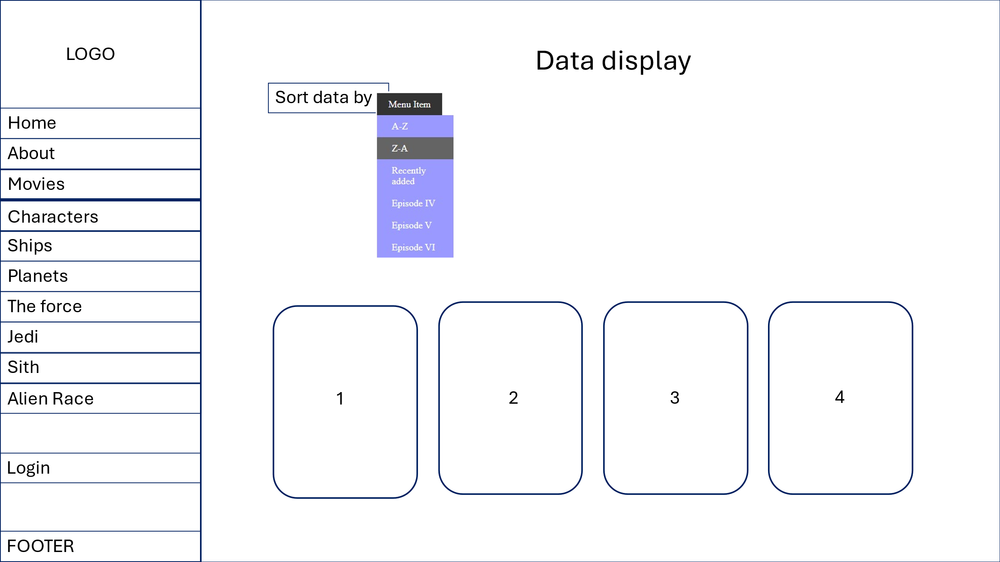 LOGO
Home
About
Movies
Characters
Ships
Planets
The force
Jedi
Sith
Alien Race
Login
FOOTER
Data display
Sort data by
Menu Item
A-Z
Z-A
Recently
added
Episode IV
Episode V
Episode VI
1
2
3
4